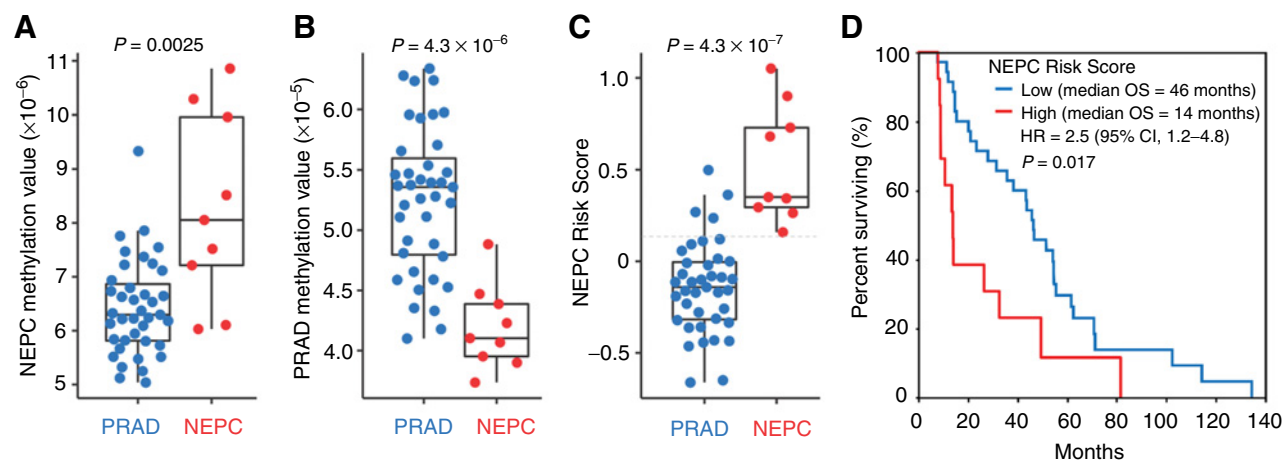 A
P = 0.0025
NEPC methylation value (×10⁻⁶)
11
10
9
8
7
6
5
PRAD
NEPC
B
P = 4.3 × 10⁻⁶
PRAD methylation value (×10⁻⁵)
6.0
5.5
5.0
4.5
4.0
PRAD
NEPC
C
P = 4.3 × 10⁻⁷
NEPC Risk Score
1.0
0.5
0
–0.5
PRAD
NEPC
D
Percent surviving (%)
100
80
60
40
20
0
NEPC Risk Score
Low (median OS = 46 months)
High (median OS = 14 months)
HR = 2.5 (95% CI, 1.2–4.8)
P = 0.017
0 20 40 60 80 100 120 140
Months